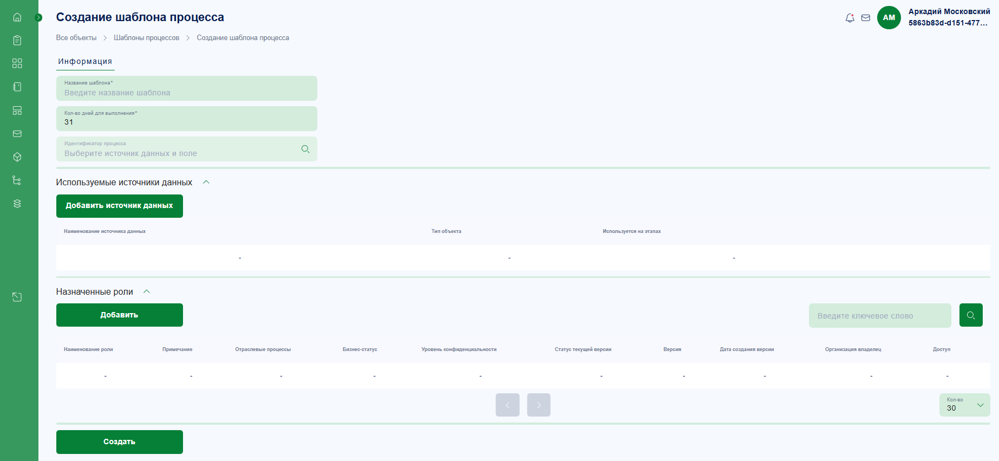 Создание шаблона процесса
Все объекты
Шаблоны процессов
Создание шаблона процесса
АМ
Аркадий Московский
5863b83d-d151-477...
Информация
Название шаблона*
Введите название шаблона
Кол-во дней для выполнения*
31
Идентификатор процесса
Выберите источник данных и поле
Используемые источники данных
Добавить источник данных
Наименование источника данных Тип объекта Используется на этапах
- - -
Назначенные роли
Добавить
Введите ключевое слово
Наименование роли Примечание Отраслевые процессы Бизнес-статус Уровень конфиденциальности Статус текущей версии Версия Дата создания версии Организация владелец Доступ
- - - - - - - - - -
Кол-во
30
Создать